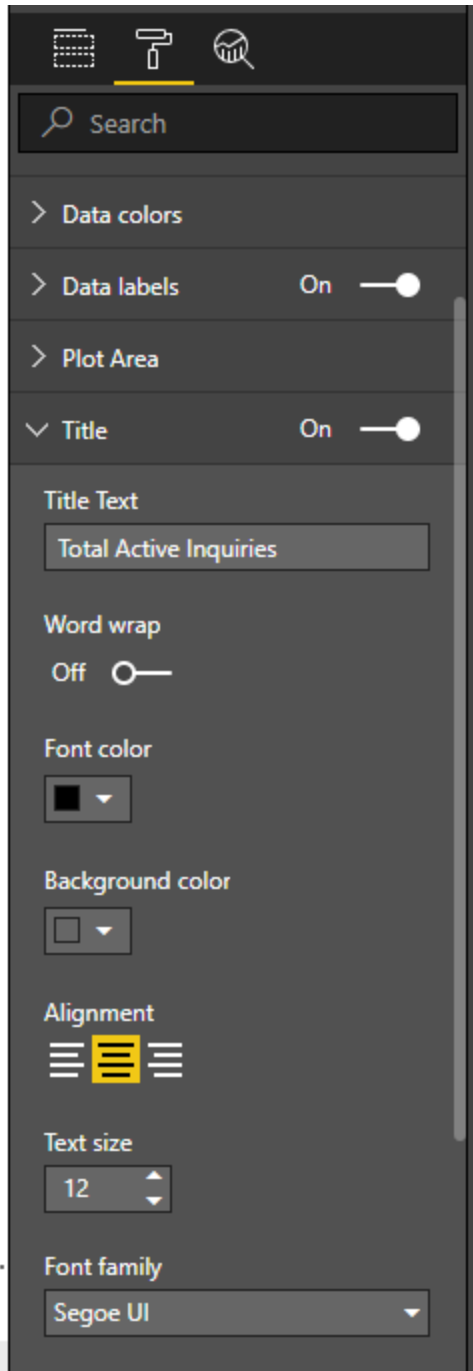 Search
Data colors
Data labels On
Plot Area
Title On
Title Text
Total Active Inquiries
Word wrap
Off
Font color
Background color
Alignment
Text size
12
Font family
Segoe UI